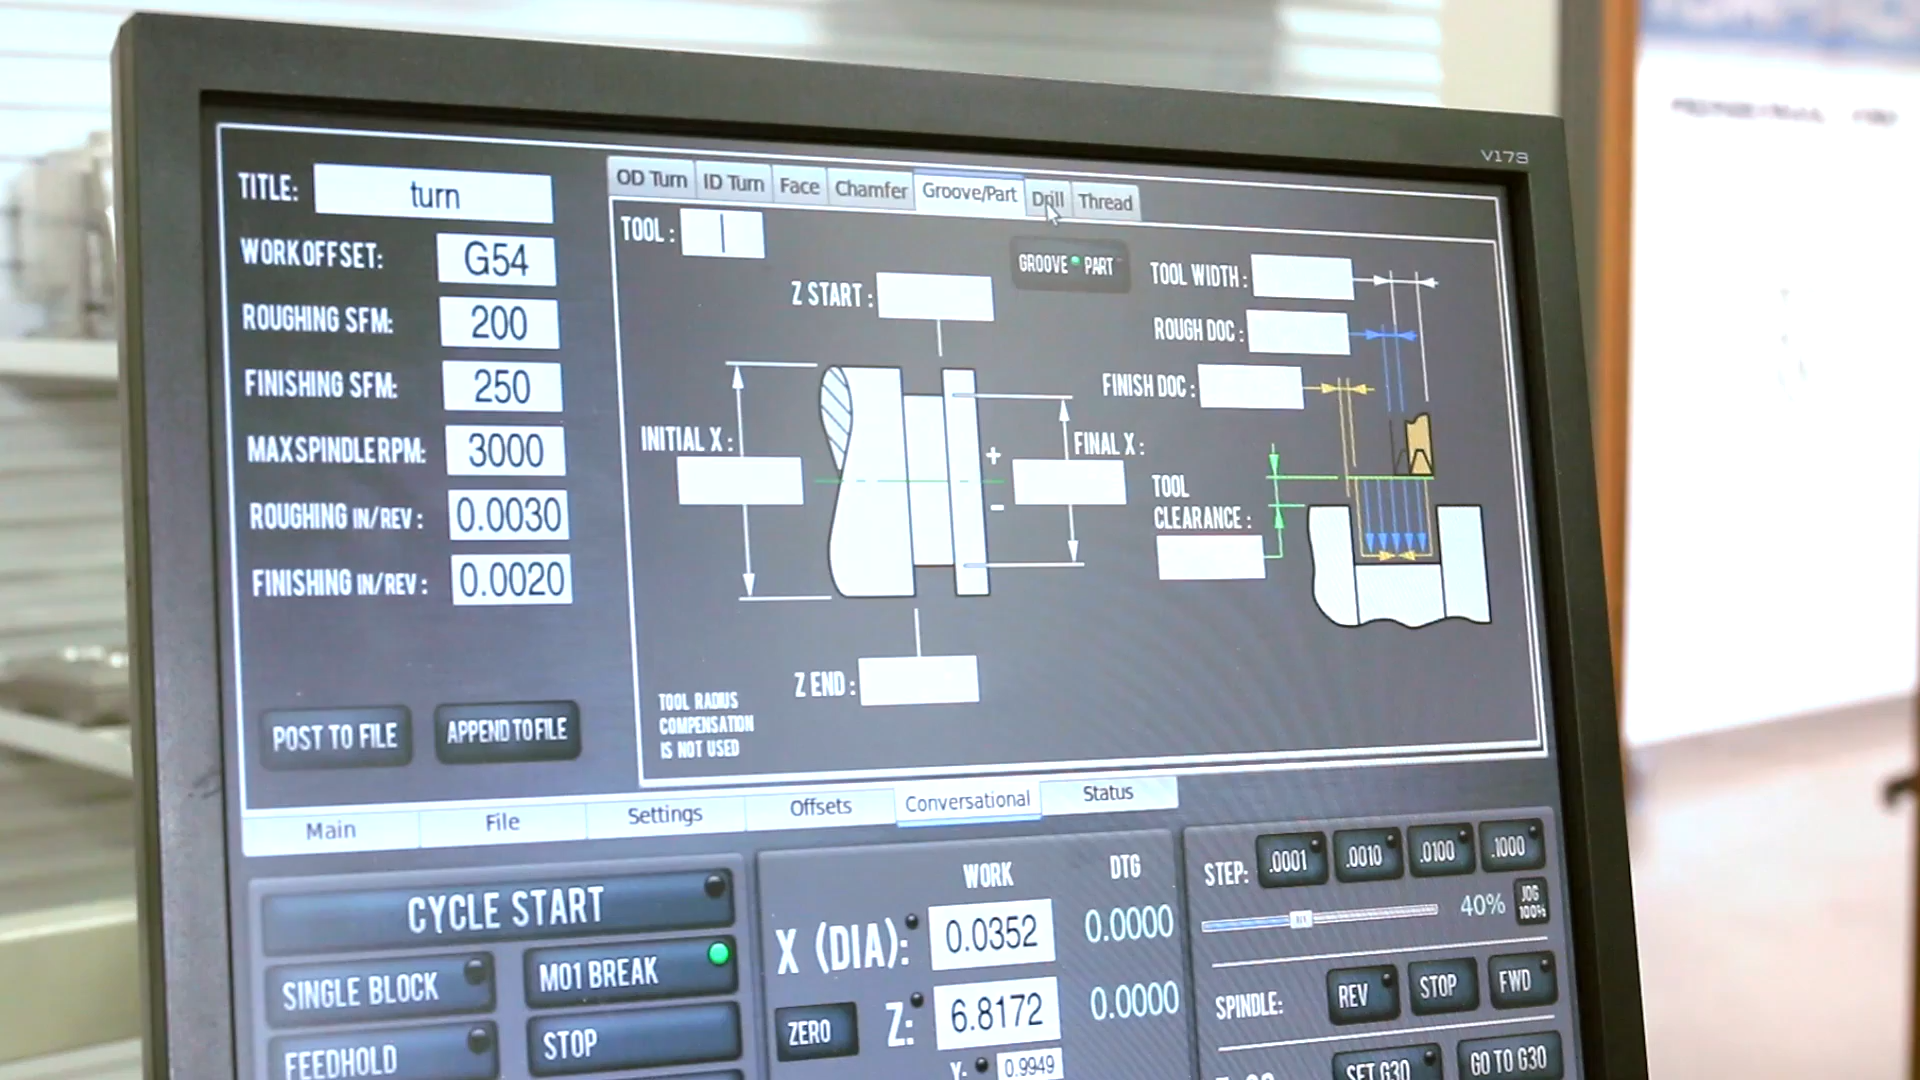 V173
TITLE: turn
WORK OFFSET: G54
ROUGHING SFM: 200
FINISHING SFM: 250
MAX SPINDLE RPM: 3000
ROUGHING IN/REV : 0.0030
FINISHING IN/REV : 0.0020
POST TO FILE APPEND TO FILE
OD Turn ID Turn Face Chamfer Groove/Part Drill Thread
TOOL :
GROOVE PART
Z START :
INITIAL X :
+
-
FINAL X :
Z END :
TOOL RADIUS
COMPENSATION
IS NOT USED
TOOL WIDTH :
ROUGH DOC :
FINISH DOC :
TOOL
CLEARANCE :
Main File Settings Offsets Conversational Status
CYCLE START
SINGLE BLOCK M01 BREAK
FEEDHOLD STOP
WORK DTG
X (DIA): 0.0352 0.0000
ZERO Z: 6.8172 0.0000
Y: 0.9949
STEP: .0001 .0010 .0100 .1000
40% JOG
100%
SPINDLE: REV STOP FWD
SET G30 GO TO G30